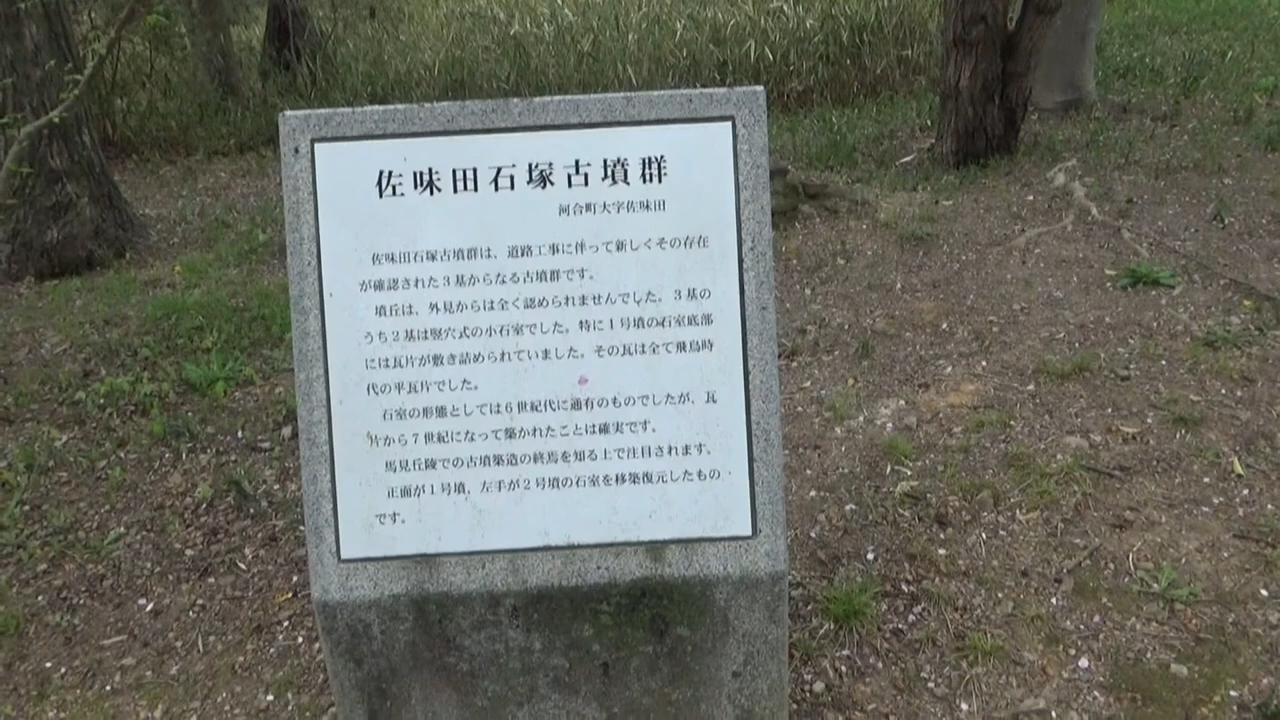 佐味田石塚古墳群
河合町大字佐味田
佐味田石塚古墳群は、道路工事に伴って新しくその存在
が確認された3基からなる古墳群です。
墳丘は、外見からは全く認められませんでした。3基の
うち2基は竪穴式の小石室でした。特に1号墳の石室底部
には瓦片が敷き詰められていました。その瓦は全て飛鳥時
代の平瓦片でした。
石室の形態としては6世紀代に通有のものでしたが、瓦
片から7世紀になって築かれたことは確実です。
馬見丘陵での古墳築造の終焉を知る上で注目されます。
正面が1号墳、左手が2号墳の石室を移築復元したもの
です。